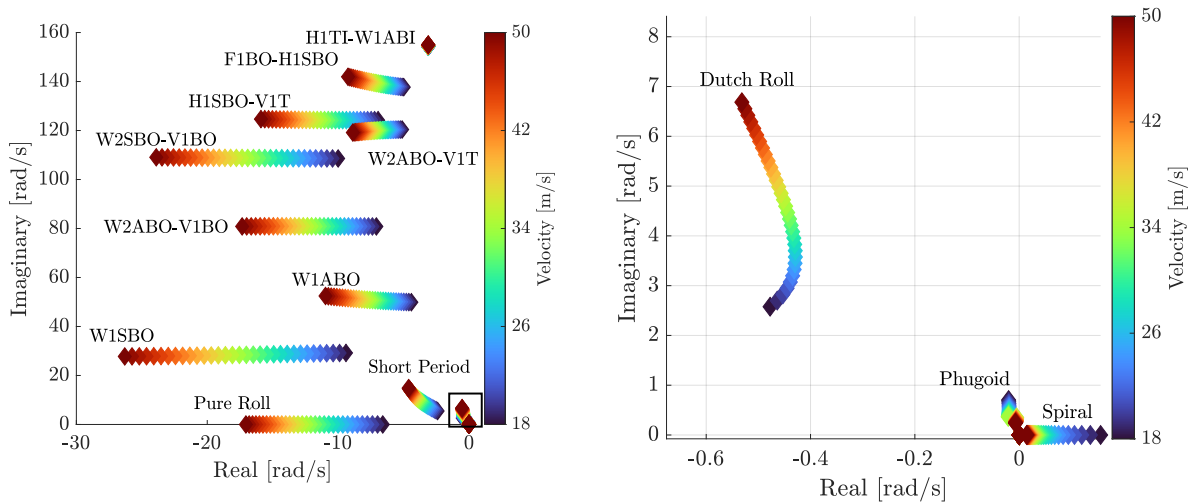 160
140
120
100
80
60
40
20
0
Imaginary [rad/s]
-30
-20
-10
0
Real [rad/s]
H1TI-W1ABI
F1BO-H1SBO
H1SBO-V1T
W2SBO-V1BO
W2ABO-V1T
W2ABO-V1BO
W1ABO
W1SBO
Short Period
Pure Roll
50
42
34
26
18
Velocity [m/s]
8
7
6
5
4
3
2
1
0
Imaginary [rad/s]
-0.6
-0.4
-0.2
0
Real [rad/s]
Dutch Roll
Phugoid
Spiral
50
42
34
26
18
Velocity [m/s]